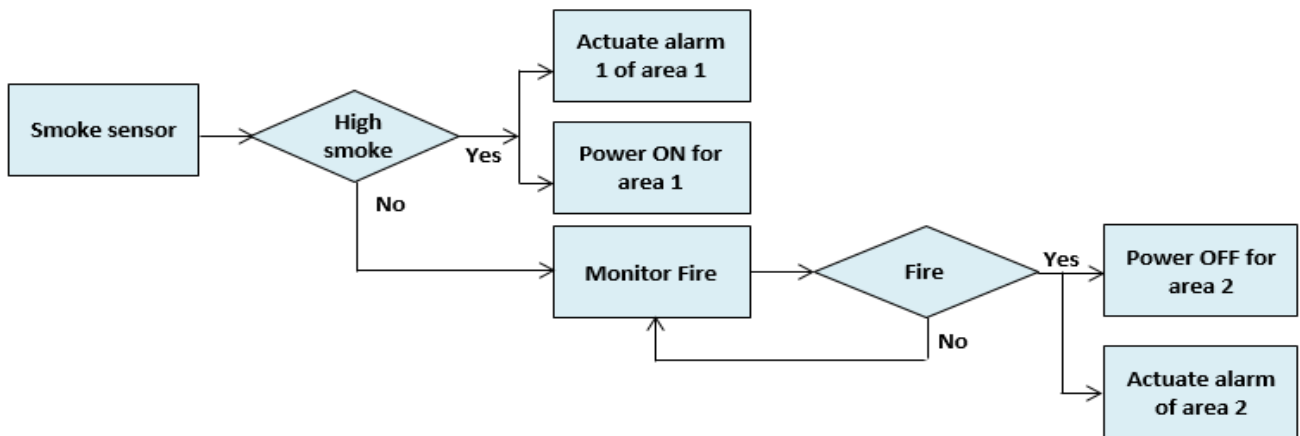 Smoke sensor
High
smoke
Yes
No
Actuate alarm
1 of area 1
Power ON for
area 1
Monitor Fire
Fire
Yes
No
Power OFF for
area 2
Actuate alarm
of area 2